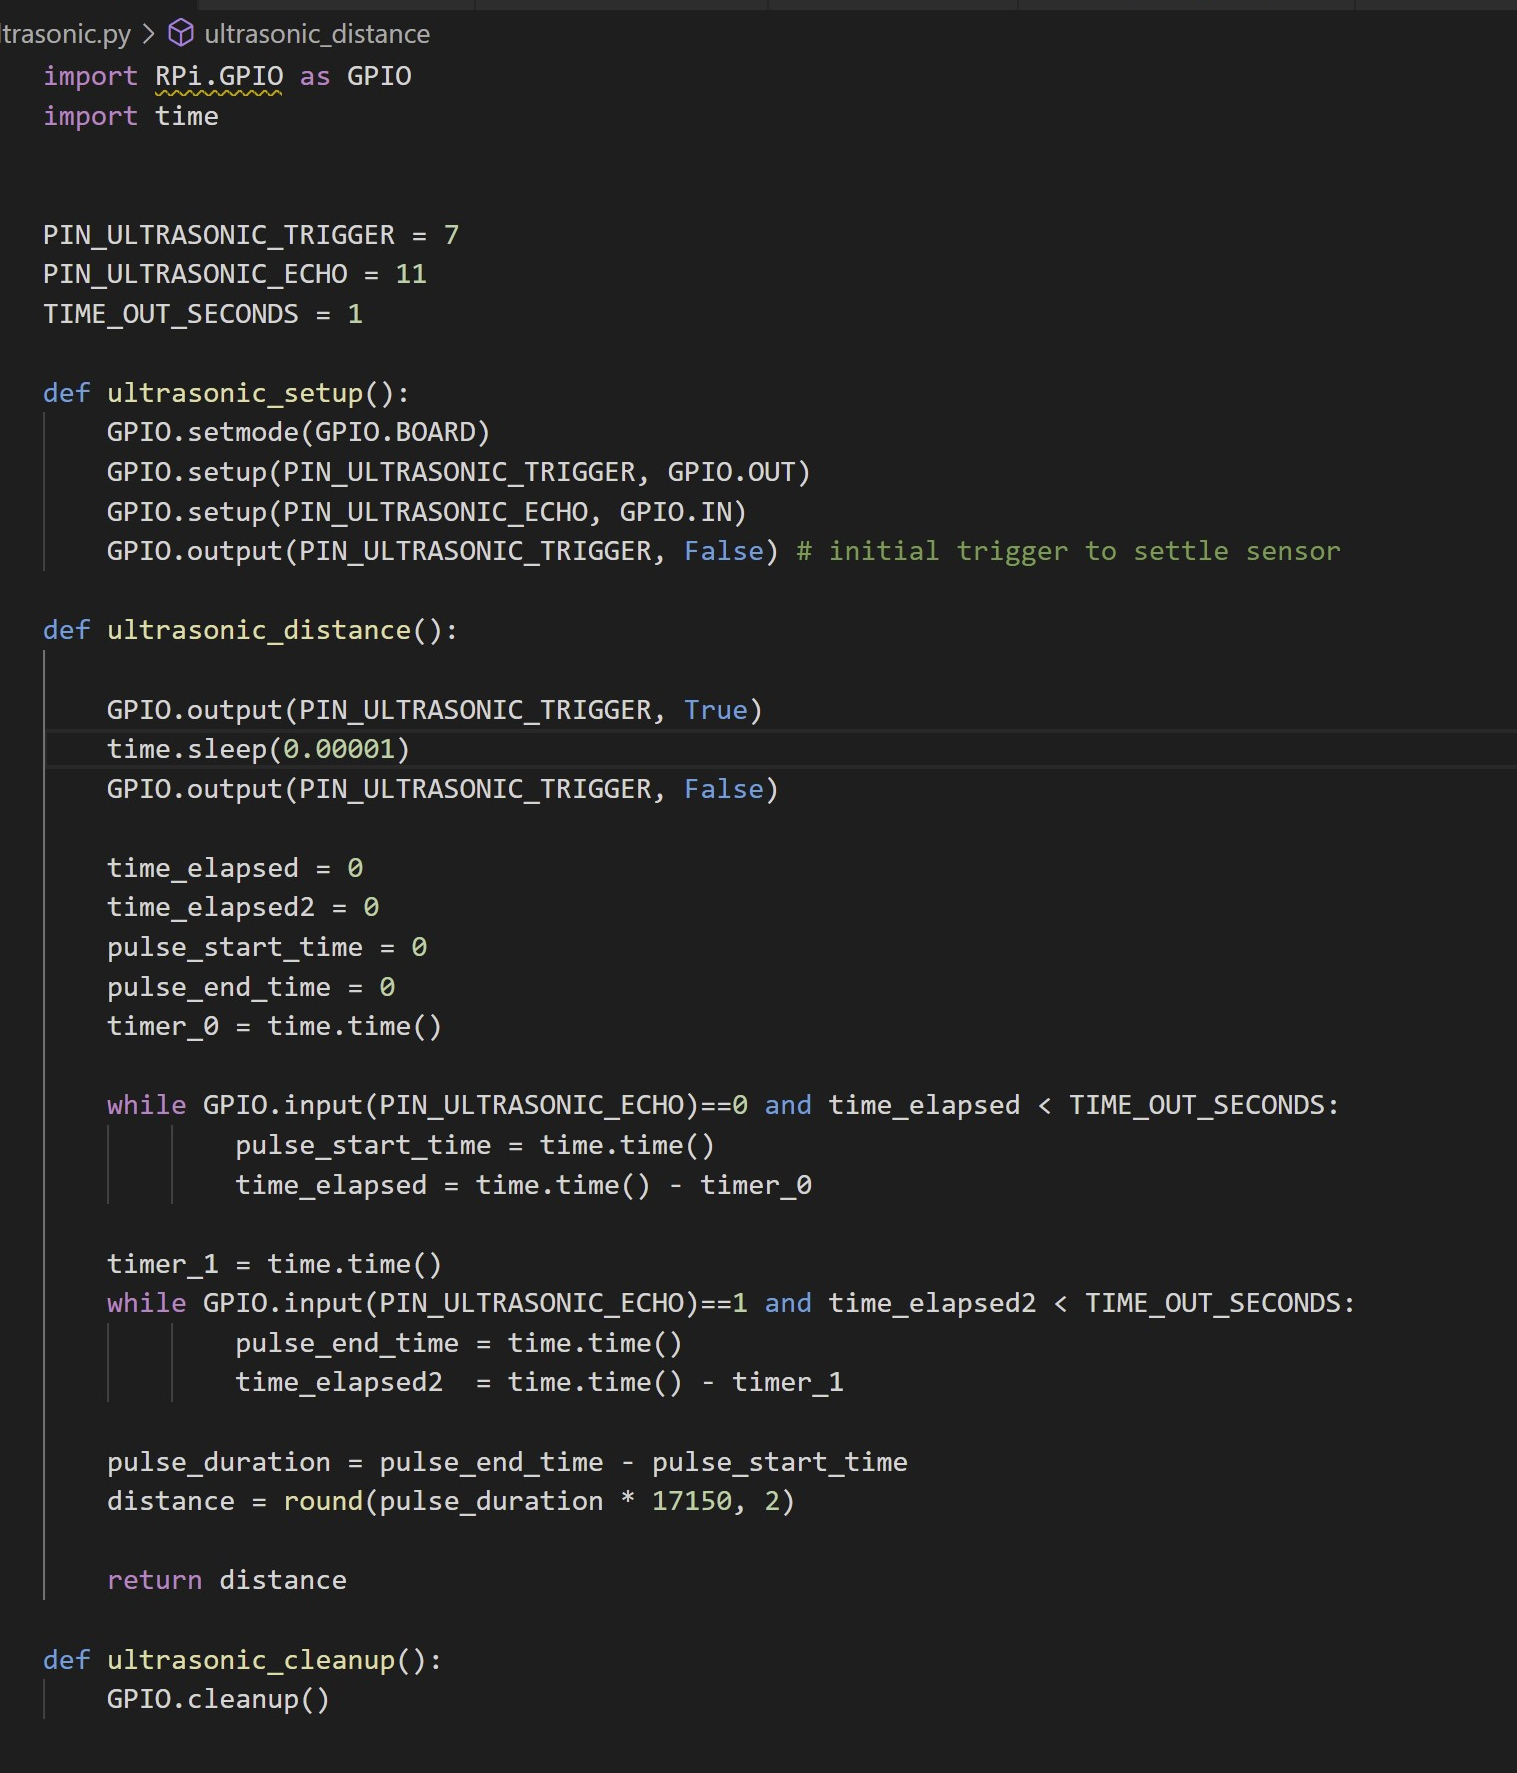 ltrasonic.py > ultrasonic_distance
import RPi.GPIO as GPIO
import time
PIN_ULTRASONIC_TRIGGER = 7
PIN_ULTRASONIC_ECHO = 11
TIME_OUT_SECONDS = 1
def ultrasonic_setup():
    GPIO.setmode(GPIO.BOARD)
    GPIO.setup(PIN_ULTRASONIC_TRIGGER, GPIO.OUT)
    GPIO.setup(PIN_ULTRASONIC_ECHO, GPIO.IN)
    GPIO.output(PIN_ULTRASONIC_TRIGGER, False) # initial trigger to settle sensor
def ultrasonic_distance():
    GPIO.output(PIN_ULTRASONIC_TRIGGER, True)
    time.sleep(0.00001)
    GPIO.output(PIN_ULTRASONIC_TRIGGER, False)
    time_elapsed = 0
    time_elapsed2 = 0
    pulse_start_time = 0
    pulse_end_time = 0
    timer_0 = time.time()
    while GPIO.input(PIN_ULTRASONIC_ECHO)==0 and time_elapsed < TIME_OUT_SECONDS:
            pulse_start_time = time.time()
            time_elapsed = time.time() - timer_0
    timer_1 = time.time()
    while GPIO.input(PIN_ULTRASONIC_ECHO)==1 and time_elapsed2 < TIME_OUT_SECONDS:
            pulse_end_time = time.time()
            time_elapsed2  = time.time() - timer_1
    pulse_duration = pulse_end_time - pulse_start_time
    distance = round(pulse_duration * 17150, 2)
    return distance
def ultrasonic_cleanup():
    GPIO.cleanup()